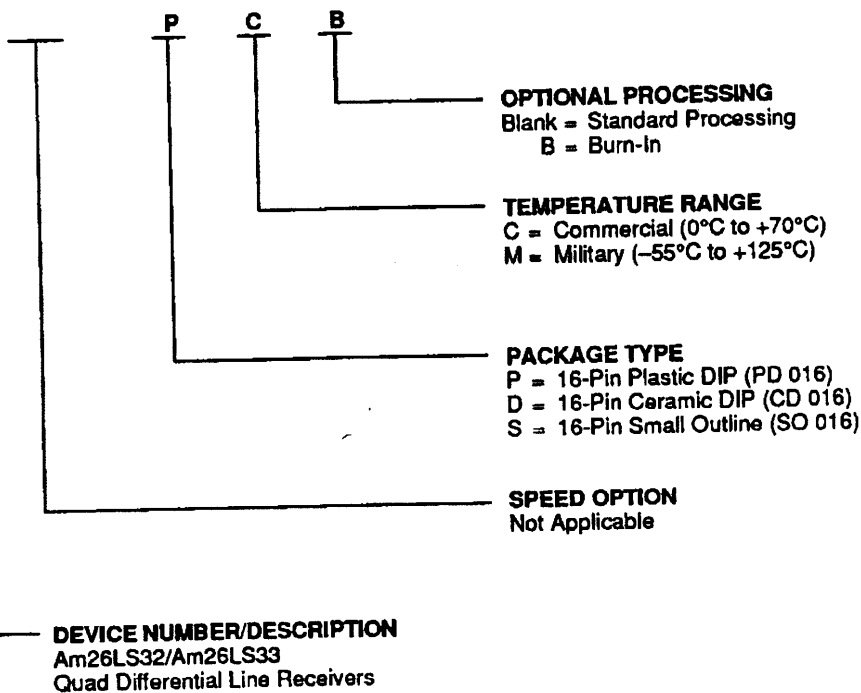 P C B
OPTIONAL PROCESSING
Blank = Standard Processing
B = Burn-In
TEMPERATURE RANGE
C = Commercial (0°C to +70°C)
M = Military (–55°C to +125°C)
PACKAGE TYPE
P = 16-Pin Plastic DIP (PD 016)
D = 16-Pin Ceramic DIP (CD 016)
S = 16-Pin Small Outline (SO 016)
SPEED OPTION
Not Applicable
DEVICE NUMBER/DESCRIPTION
Am26LS32/Am26LS33
Quad Differential Line Receivers